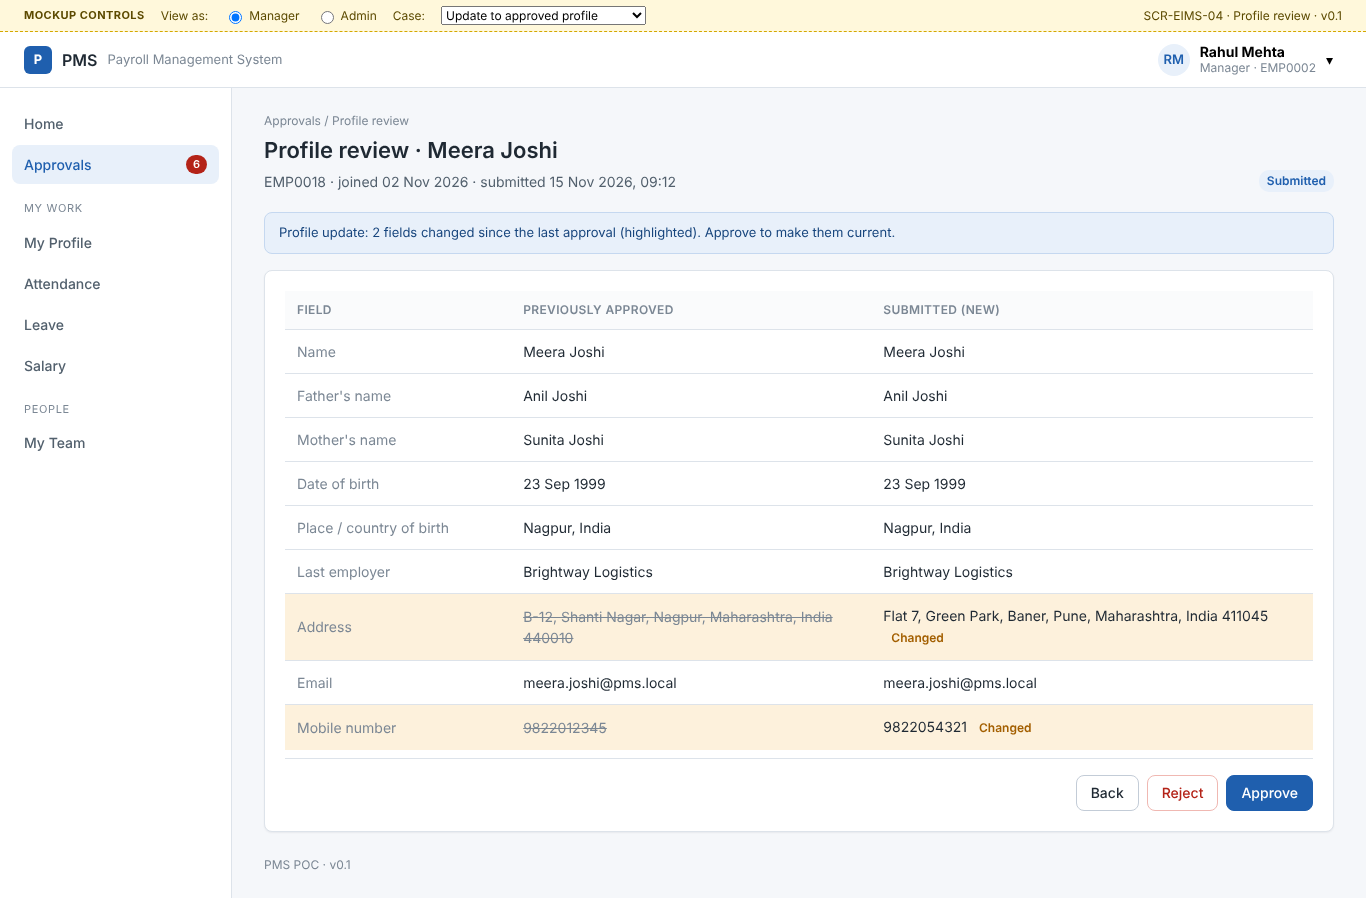 MOCKUP CONTROLS View as: Manager Admin Case: Update to approved profile SCR-EIMS-04 · Profile review · v0.1
P PMS Payroll Management System
RM Rahul Mehta ▼
Manager · EMP0002
Home
Approvals 6
MY WORK
My Profile
Attendance
Leave
Salary
PEOPLE
My Team
Approvals / Profile review
Profile review · Meera Joshi
EMP0018 · joined 02 Nov 2026 · submitted 15 Nov 2026, 09:12 Submitted
Profile update: 2 fields changed since the last approval (highlighted). Approve to make them current.
FIELD PREVIOUSLY APPROVED SUBMITTED (NEW)
Name Meera Joshi Meera Joshi
Father's name Anil Joshi Anil Joshi
Mother's name Sunita Joshi Sunita Joshi
Date of birth 23 Sep 1999 23 Sep 1999
Place / country of birth Nagpur, India Nagpur, India
Last employer Brightway Logistics Brightway Logistics
Address B-12, Shanti Nagar, Nagpur, Maharashtra, India Flat 7, Green Park, Baner, Pune, Maharashtra, India 411045
440010 Changed
Email meera.joshi@pms.local meera.joshi@pms.local
Mobile number 9822012345 9822054321 Changed
Back Reject Approve
PMS POC · v0.1